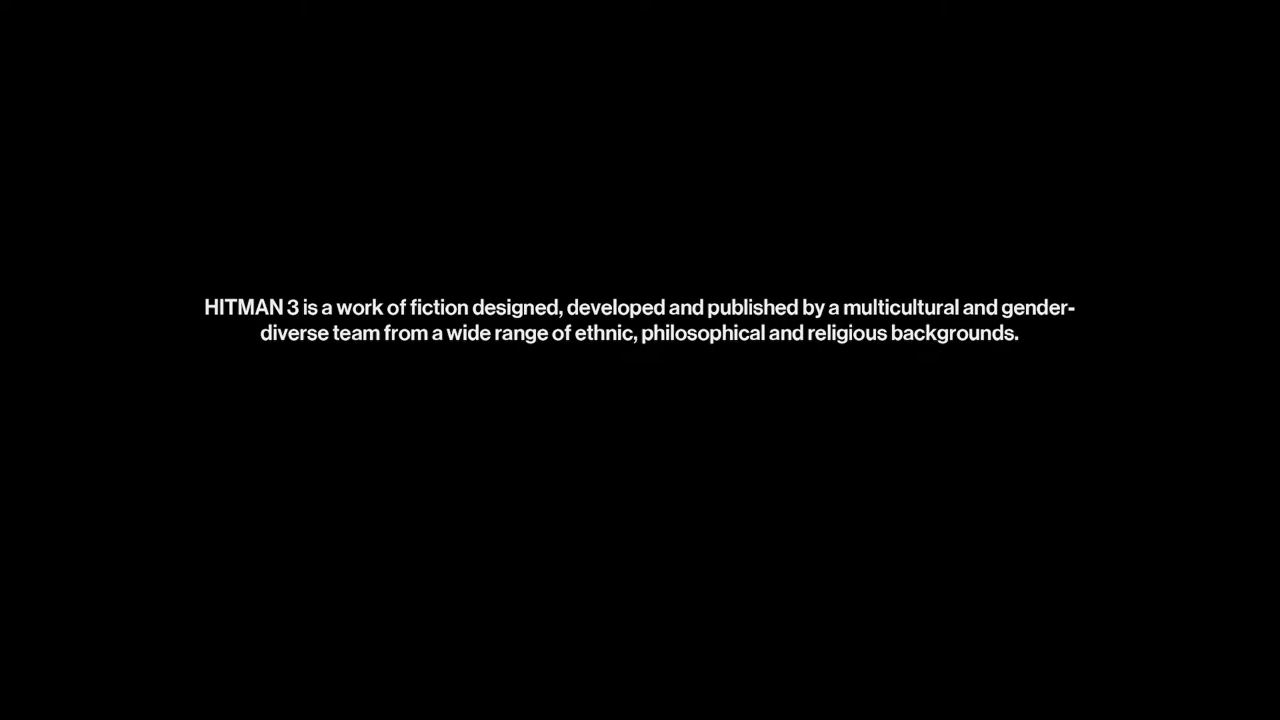 HITMAN 3 is a work of fiction designed, developed and published by a multicultural and gender-
diverse team from a wide range of ethnic, philosophical and religious backgrounds.